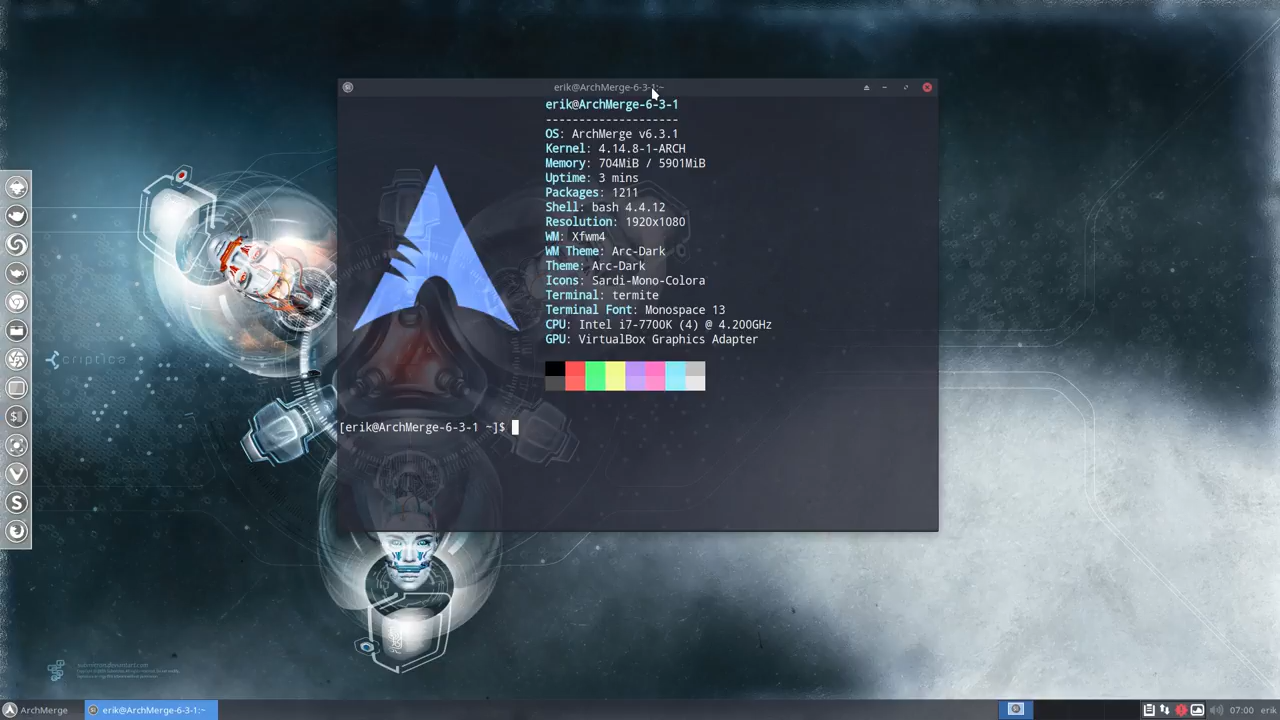 erik@ArchMerge-6-3-1:~
erik@ArchMerge-6-3-1
--------------------
OS: ArchMerge v6.3.1
Kernel: 4.14.8-1-ARCH
Memory: 704MiB / 5901MiB
Uptime: 3 mins
Packages: 1211
Shell: bash 4.4.12
Resolution: 1920x1080
WM: Xfwm4
WM Theme: Arc-Dark
Theme: Arc-Dark
Icons: Sardi-Mono-Colora
Terminal: termite
Terminal Font: Monospace 13
CPU: Intel i7-7700K (4) @ 4.200GHz
GPU: VirtualBox Graphics Adapter
[erik@ArchMerge-6-3-1 ~]$
criptica
ArchMerge
erik@ArchMerge-6-3-1:~
07:00
erik